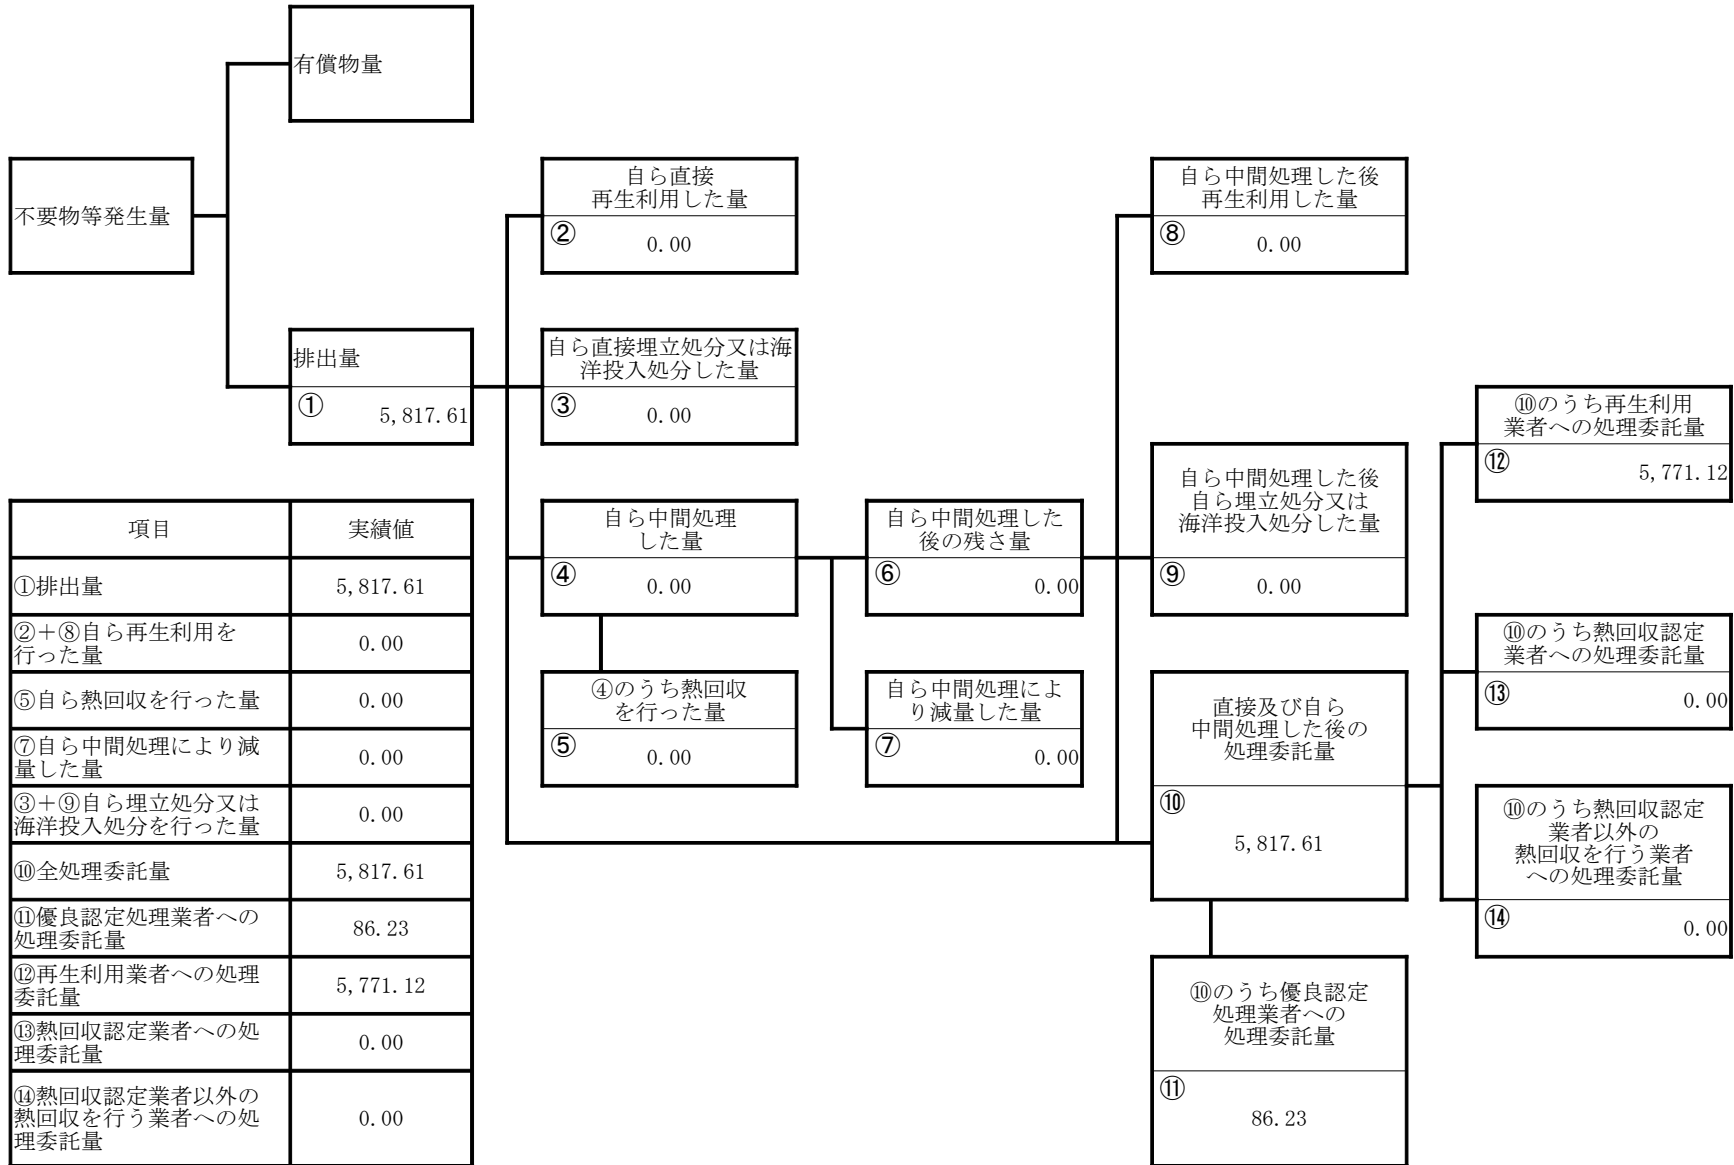 有償物量
不要物等発生量
自ら直接
再生利用した量
②
0.00
自ら中間処理した後
再生利用した量
⑧
0.00
排出量
①
5,817.61
自ら直接埋立処分又は海
洋投入処分した量
③
0.00
⑩のうち再生利用
業者への処理委託量
⑫
5,771.12
自ら中間処理
した量
④
0.00
自ら中間処理した
後の残さ量
⑥
0.00
自ら中間処理した後
自ら埋立処分又は
海洋投入処分した量
⑨
0.00
⑩のうち熱回収認定
業者への処理委託量
⑬
0.00
④のうち熱回収
を行った量
⑤
0.00
自ら中間処理によ
り減量した量
⑦
0.00
直接及び自ら
中間処理した後の
処理委託量
⑩
5,817.61
⑩のうち熱回収認定
業者以外の
熱回収を行う業者
への処理委託量
⑭
0.00
⑩のうち優良認定
処理業者への
処理委託量
⑪
86.23
項目 実績値
①排出量 5,817.61
②+⑧自ら再生利用を
行った量 0.00
⑤自ら熱回収を行った量 0.00
⑦自ら中間処理により減
量した量 0.00
③+⑨自ら埋立処分又は
海洋投入処分を行った量 0.00
⑩全処理委託量 5,817.61
⑪優良認定処理業者への
処理委託量 86.23
⑫再生利用業者への処理
委託量 5,771.12
⑬熱回収認定業者への処
理委託量 0.00
⑭熱回収認定業者以外の
熱回収を行う業者への処
理委託量 0.00